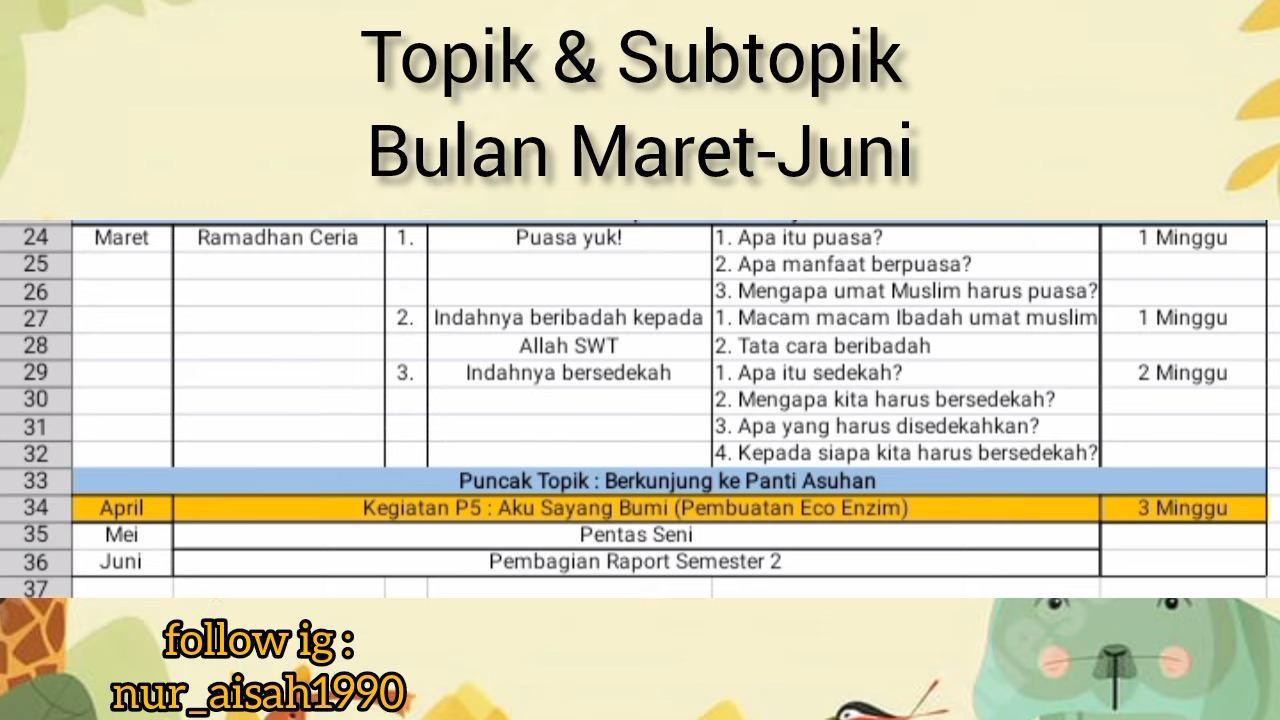 Topik & Subtopik
Bulan Maret-Juni
24 Maret Ramadhan Ceria 1. Puasa yuk! 1. Apa itu puasa? 1 Minggu
25 2. Apa manfaat berpuasa?
26 3. Mengapa umat Muslim harus puasa?
27 2. Indahnya beribadah kepada 1. Macam macam Ibadah umat muslim 1 Minggu
28 Allah SWT 2. Tata cara beribadah
29 3. Indahnya bersedekah 1. Apa itu sedekah? 2 Minggu
30 2. Mengapa kita harus bersedekah?
31 3. Apa yang harus disedekahkan?
32 4. Kepada siapa kita harus bersedekah?
33 Puncak Topik : Berkunjung ke Panti Asuhan
34 April Kegiatan P5 : Aku Sayang Bumi (Pembuatan Eco Enzim) 3 Minggu
35 Mei Pentas Seni
36 Juni Pembagian Raport Semester 2
37
follow ig :
nur_aisah1990